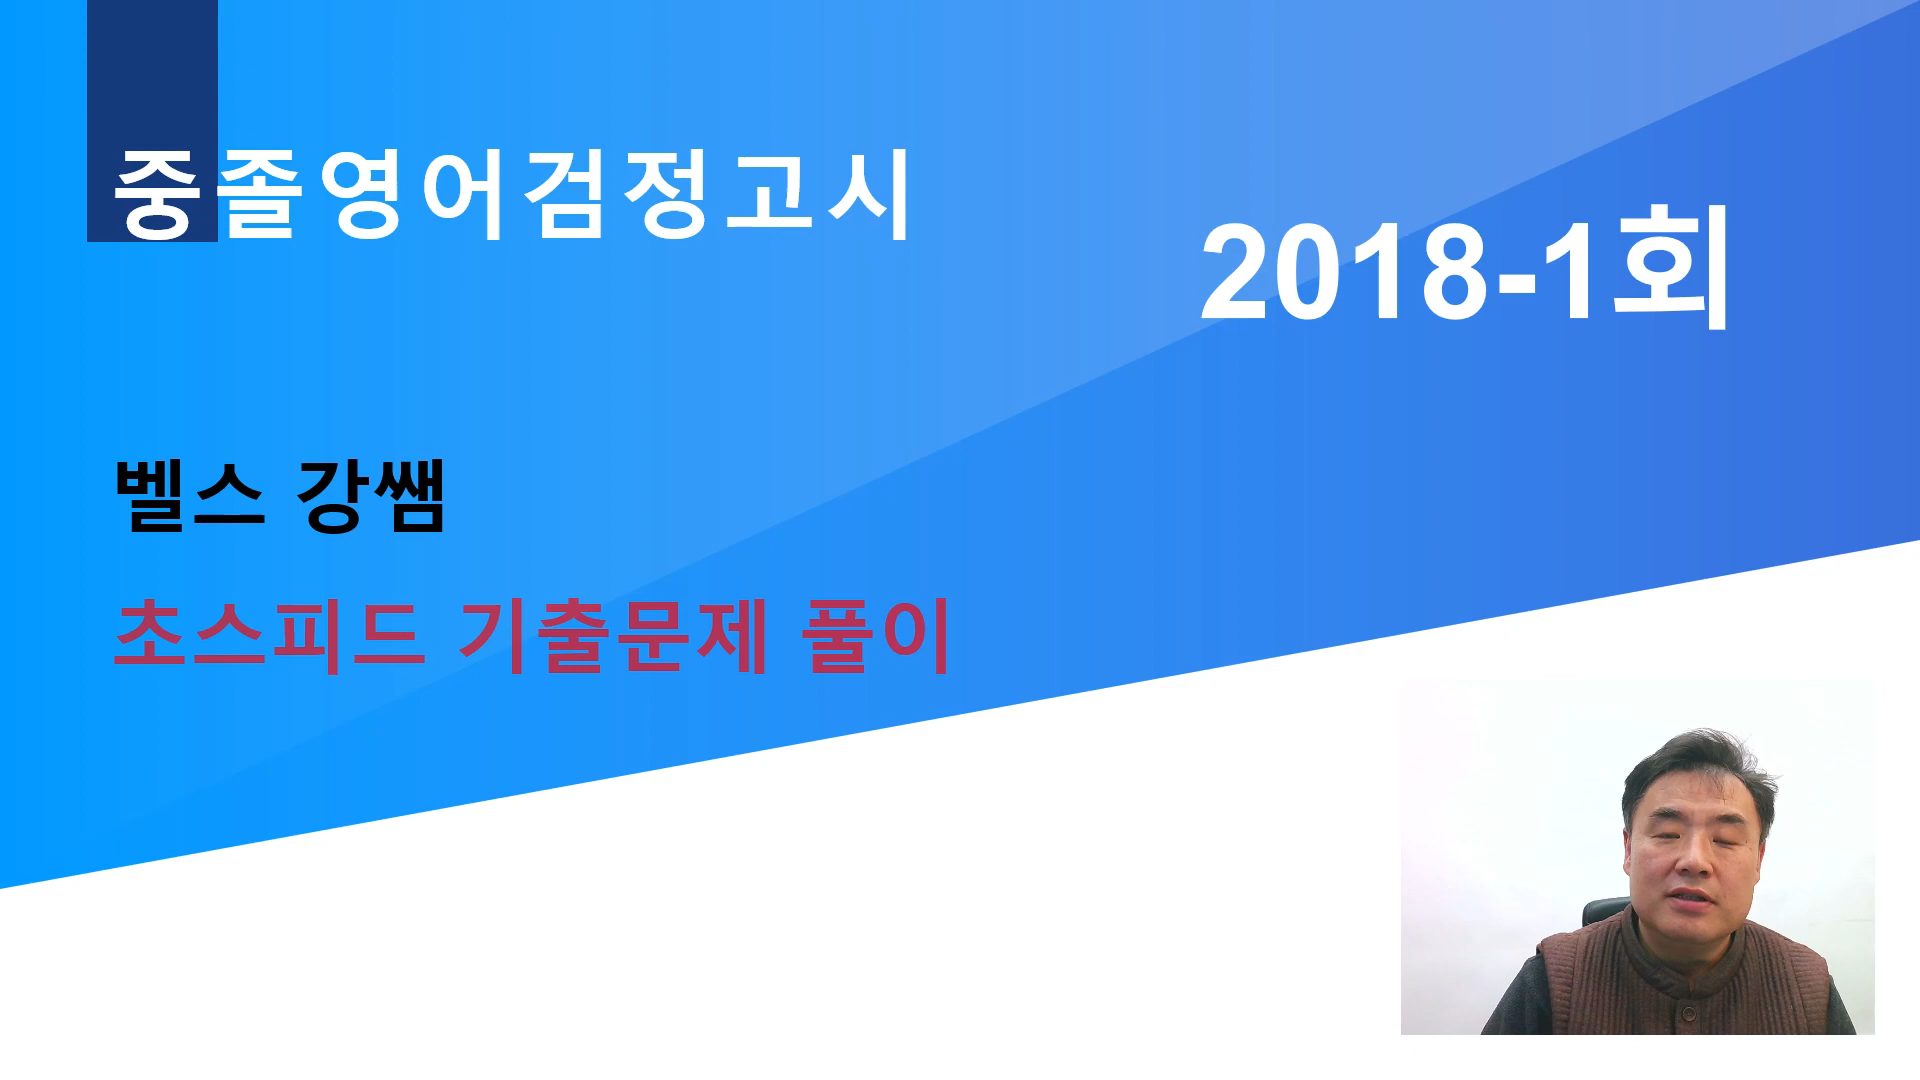 중졸영어검정고시
2018-1회
벨스 강쌤
초스피드 기출문제 풀이